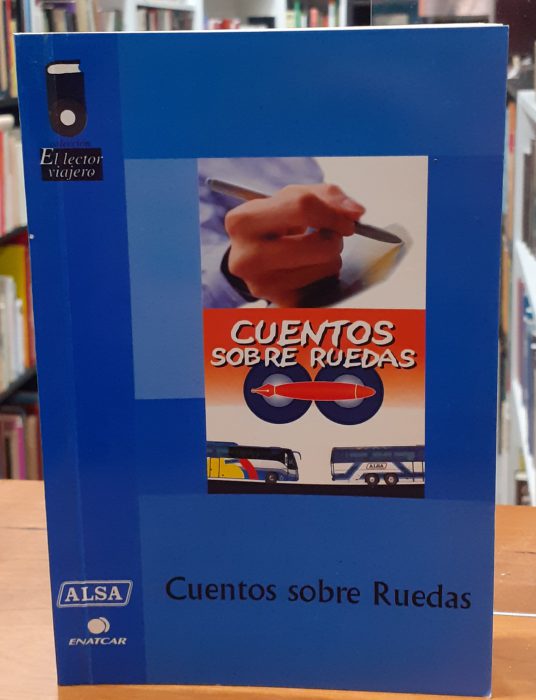 colección
El lector
viajero
CUENTOS
SOBRE RUEDAS
ALSA
Cuentos sobre Ruedas
ALSA
ENATCAR